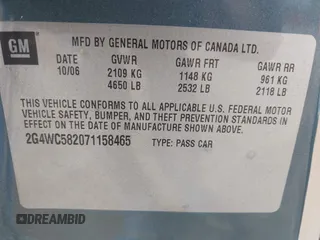 GM
MFD BY GENERAL MOTORS OF CANADA LTD.
DATE GVWR GAWR FRT GAWR RR
10/06 2109 KG 1148 KG 961 KG
4650 LB 2532 LB 2118 LB
THIS VEHICLE CONFORMS TO ALL APPLICABLE U.S. FEDERAL MOTOR
VEHICLE SAFETY, BUMPER, AND THEFT PREVENTION STANDARDS IN
EFFECT ON THE DATE OF MANUFACTURE SHOWN ABOVE.
2G4WC582071158465 TYPE: PASS CAR
DREAMBID